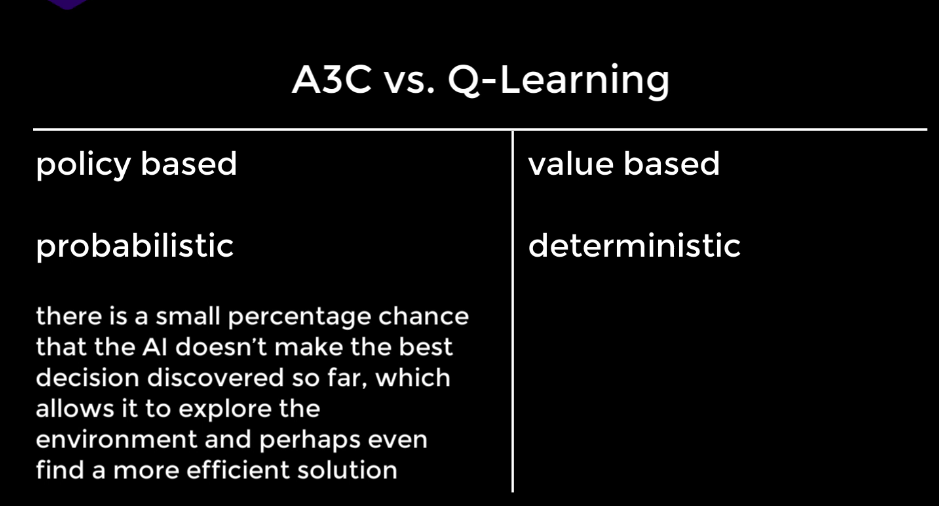 A3C vs. Q-Learning
policy based
value based
probabilistic
deterministic
there is a small percentage chance
that the AI doesn't make the best
decision discovered so far, which
allows it to explore the
environment and perhaps even
find a more efficient solution